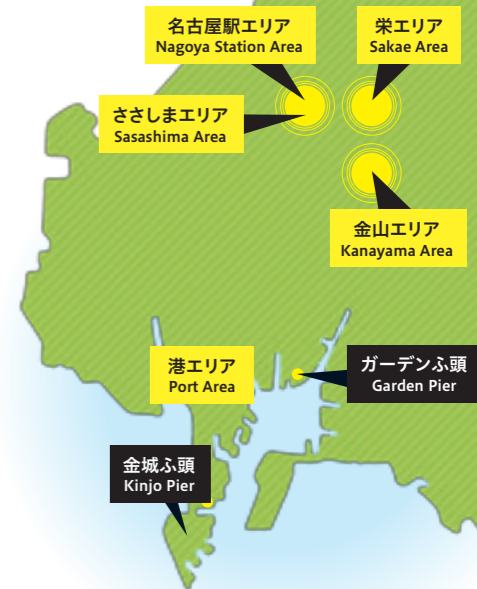 名古屋駅エリア
Nagoya Station Area
栄エリア
Sakae Area
ささしまエリア
Sasashima Area
金山エリア
Kanayama Area
港エリア
Port Area
ガーデンふ頭
Garden Pier
金城ふ頭
Kinjo Pier